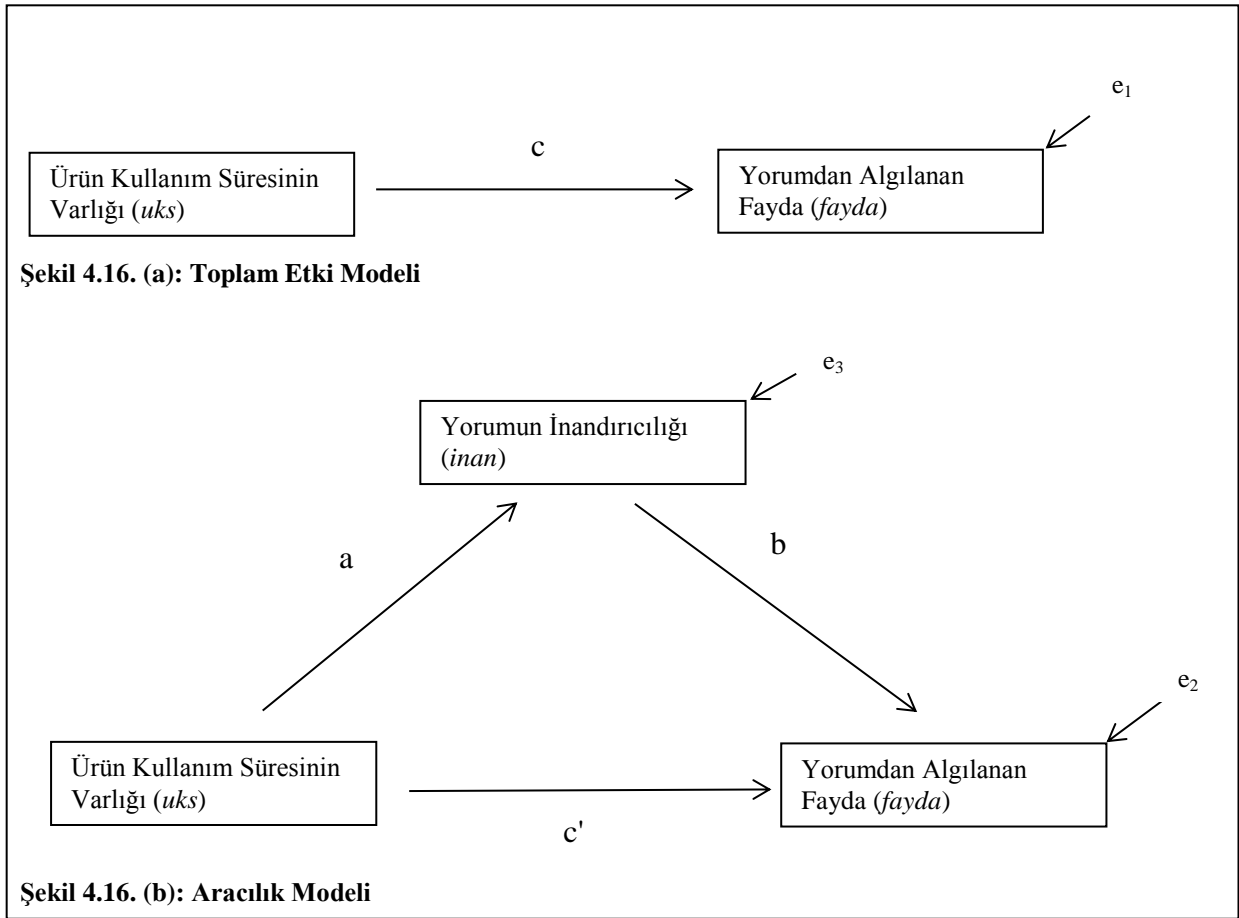 e₁
c
Ürün Kullanım Süresinin
Varlığı (uks)
Yorumdan Algılanan
Fayda (fayda)
Şekil 4.16. (a): Toplam Etki Modeli
e₃
Yorumun İnandırıcılığı
(inan)
a
b
e₂
Ürün Kullanım Süresinin
Varlığı (uks)
Yorumdan Algılanan
Fayda (fayda)
c'
Şekil 4.16. (b): Aracılık Modeli